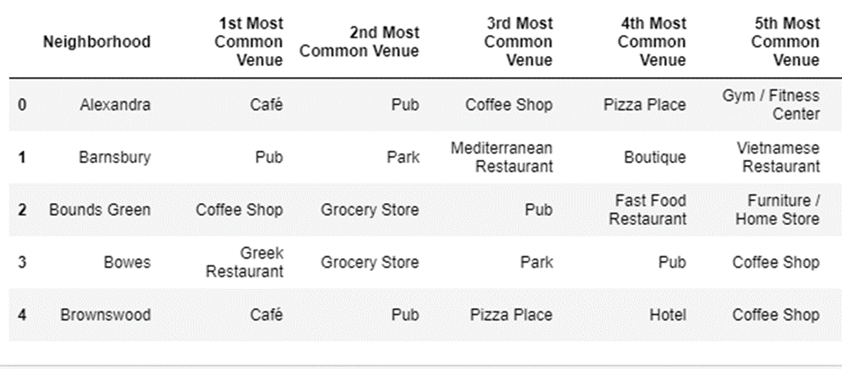 Neighborhood 1st Most Common Venue 2nd Most Common Venue 3rd Most Common Venue 4th Most Common Venue 5th Most Common Venue
0 Alexandra Café Pub Coffee Shop Pizza Place Gym / Fitness Center
1 Barnsbury Pub Park Mediterranean Restaurant Boutique Vietnamese Restaurant
2 Bounds Green Coffee Shop Grocery Store Pub Fast Food Restaurant Furniture / Home Store
3 Bowes Greek Restaurant Grocery Store Park Pub Coffee Shop
4 Brownswood Café Pub Pizza Place Hotel Coffee Shop